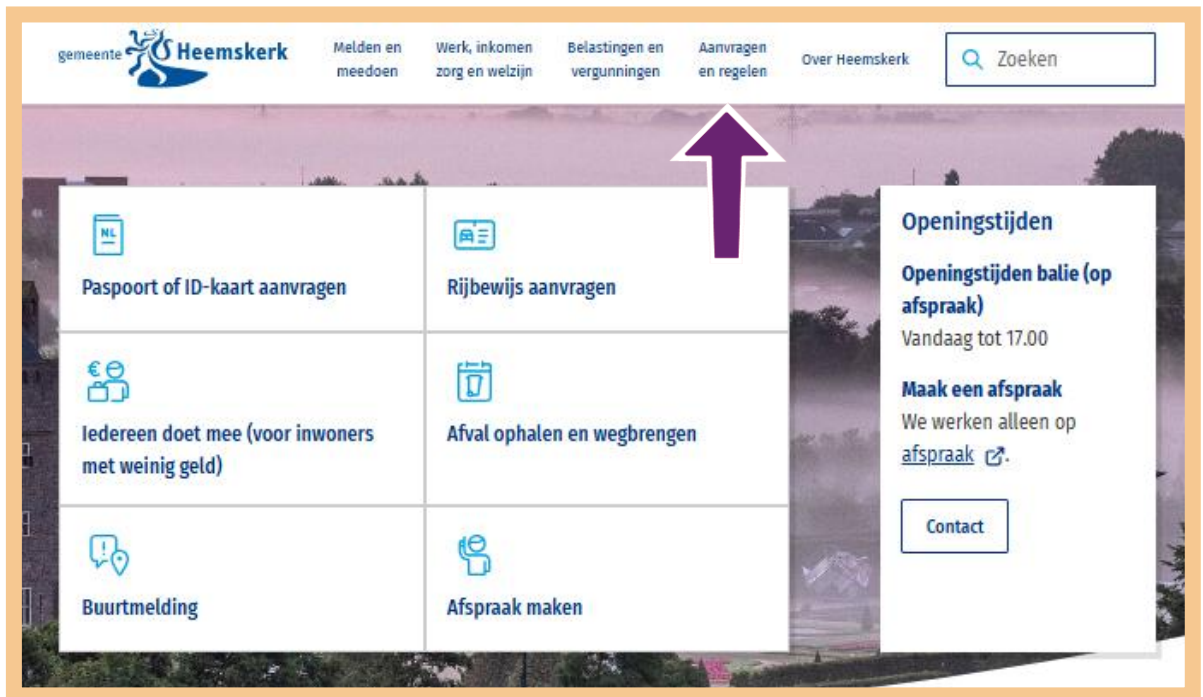 gemeente Heemskerk
Melden en
meedoen
Werk, inkomen
zorg en welzijn
Belastingen en
vergunningen
Aanvragen
en regelen
Over Heemskerk
Zoeken
NL
Paspoort of ID-kaart aanvragen
Rijbewijs aanvragen
€
Iedereen doet mee (voor inwoners
met weinig geld)
Afval ophalen en wegbrengen
!
Buurtmelding
Afspraak maken
Openingstijden
Openingstijden balie (op
afspraak)
Vandaag tot 17.00
Maak een afspraak
We werken alleen op
afspraak .
Contact